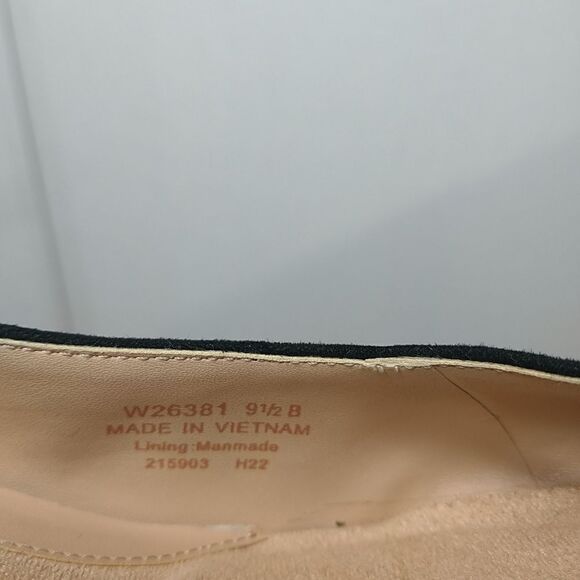 W26381 9½ B
MADE IN VIETNAM
Lining:Manmade
215903 H22